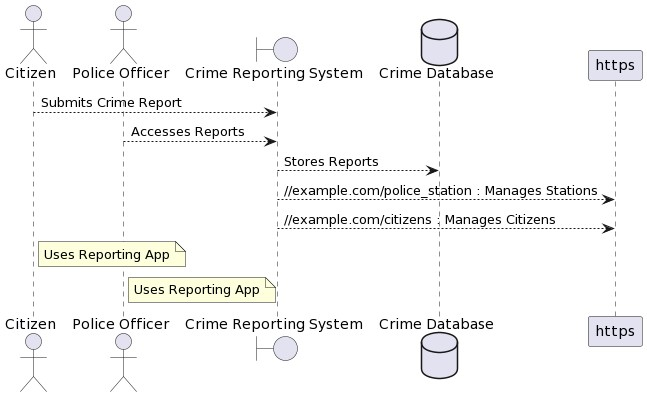 Citizen
Police Officer
Crime Reporting System
Crime Database
https
Submits Crime Report
Accesses Reports
Stores Reports
//example.com/police_station : Manages Stations
//example.com/citizens : Manages Citizens
Uses Reporting App
Uses Reporting App
Citizen
Police Officer
Crime Reporting System
Crime Database
https